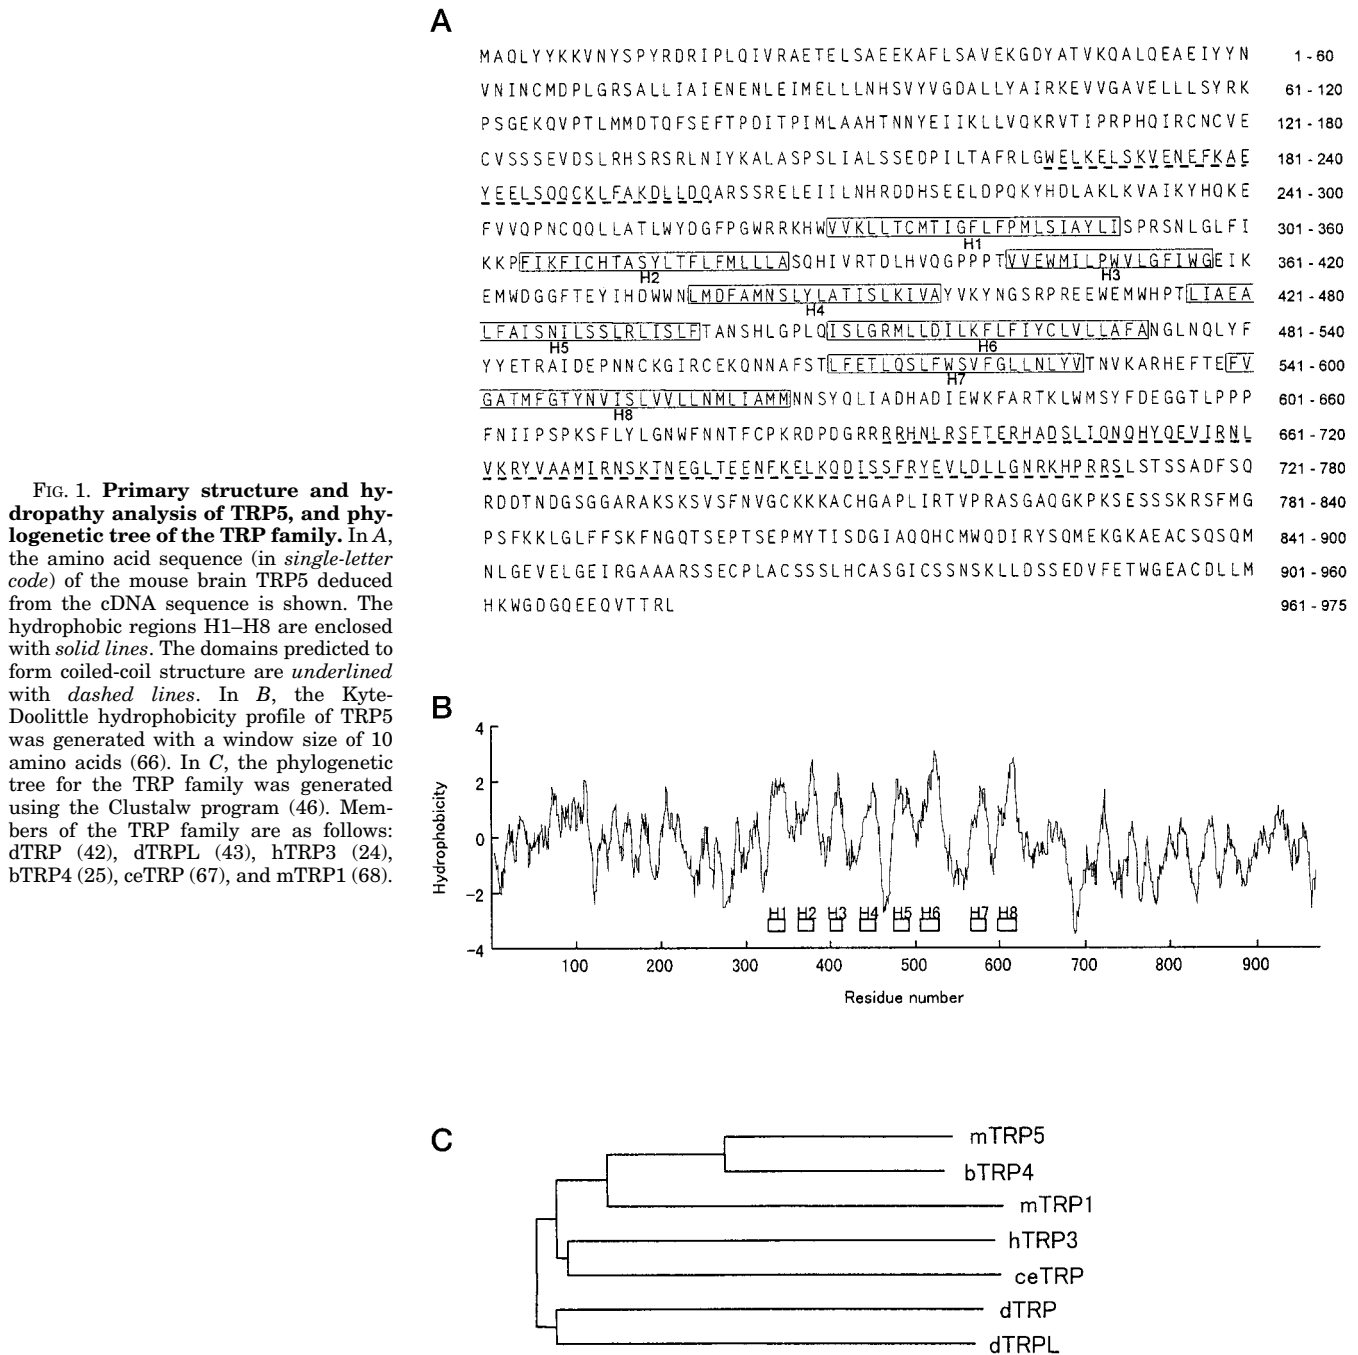 A
MAQLYYKKVNYSPYRDRIPLQIVRAETELSAEEKAFLSAVEKGDYATVKQALQEAEIYYN 1 - 60
VNINCMDPLGRSALLIAIENENLEIMELLLNHSVYVGDALLYAIRKEVVGAVELLLSYRK 61 - 120
PSGEKQVPTLMMDTQFSEFTPDITPIMLAAHTNNYEIIKLLVQKRVTIPRPHQIRCNCVE 121 - 180
CVSSSEVDSLRHSRSRLNIYKALASPSLIALSSEDPILTAFRLGWELKELSKVENEFKAE 181 - 240
YEELSQQCKLFAKDLLDQARSSRELEIILNHRDDHSEELDPQKYHDLAKLKVAIKYHQKE 241 - 300
FVVQPNCQQLLATLWYDGFPGWRRKHWVVKLLTCMTIGFLFPMLSIAYLISPRSNLGLFI 301 - 360
H1
KKPFIKFICHTASYLTFLFMLLLASQHIVRTDLHVQGPPPTVVEWMILPWVLGFIWGEIK 361 - 420
H2 H3
EMWDGGFTEYIHDWWNLMDFAMNSLYLATISLKIVAYVKYNGSRPREEWEMWHPTLIAEA 421 - 480
H4
LFAISNILSSLRLISLFTANSHLGPLQISLGRMLLDILKFLFIYCLVLLAFANGLNQLYF 481 - 540
H5 H6
YYETRAIDEPNNCKGIRCEKQNNAFSTLFETLQSLFWSVFGLLNLYVTNVKARHEFTEFV 541 - 600
H7
GATMFGTYNVISLVVLLNMLIAMMNNSYQLIADHADIEWKFARTKLWMSYFDEGGTLPPP 601 - 660
H8
FNIIPSPKSFLYLGNWFNNTFCPKRDPDGRRRRHNLRSFTERHADSLIQNQHYQEVIRNL 661 - 720
VKRYVAAMIRNSKTNEGLTEENFKELKQDISSFRYEVLDLLGNRKHPRRSLSTSSADFSQ 721 - 780
RDDTNDGSGGARAKSKSVSFNVGCKKKACHGAPLIRTVPRASGAQGKPKSESSSKRSFMG 781 - 840
PSFKKLGLFFSKFNGQTSEPTSEPMYTISDGIAQQHCMWQDIRYSQMEKGKAEACSQSQM 841 - 900
NLGEVELGEIRGAAARSSECPLACSSSLHCASGICSSNSKLLDSSEDVFETWGEACDLLM 901 - 960
HKWGDGQEEQVTTRL 961 - 975
FIG. 1. Primary structure and hy-
dropathy analysis of TRP5, and phy-
logenetic tree of the TRP family. In A,
the amino acid sequence (in single-letter
code) of the mouse brain TRP5 deduced
from the cDNA sequence is shown. The
hydrophobic regions H1–H8 are enclosed
with solid lines. The domains predicted to
form coiled-coil structure are underlined
with dashed lines. In B, the Kyte-
Doolittle hydrophobicity profile of TRP5
was generated with a window size of 10
amino acids (66). In C, the phylogenetic
tree for the TRP family was generated
using the Clustalw program (46). Mem-
bers of the TRP family are as follows:
dTRP (42), dTRPL (43), hTRP3 (24),
bTRP4 (25), ceTRP (67), and mTRP1 (68).
B
4
2
0
-2
-4
Hydrophobicity
H1 H2 H3 H4 H5 H6 H7 H8
100 200 300 400 500 600 700 800 900
Residue number
C
mTRP5
bTRP4
mTRP1
hTRP3
ceTRP
dTRP
dTRPL